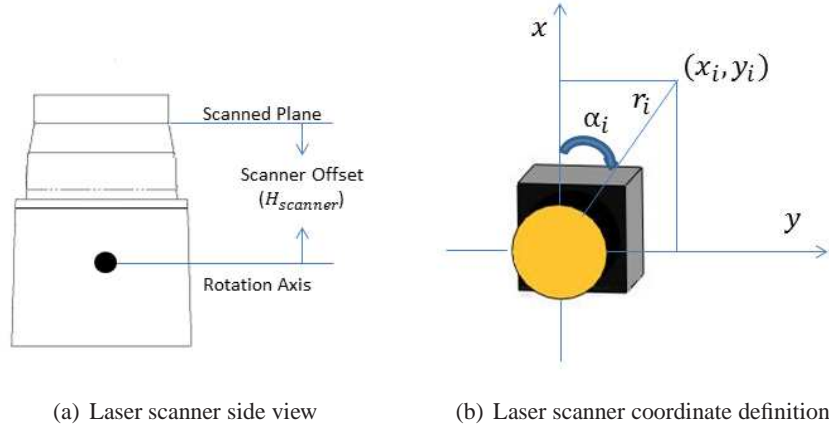 Scanned Plane
Scanner Offset
(H_scanner)
Rotation Axis
x
(x_i, y_i)
r_i
α_i
y
(a) Laser scanner side view
(b) Laser scanner coordinate definition